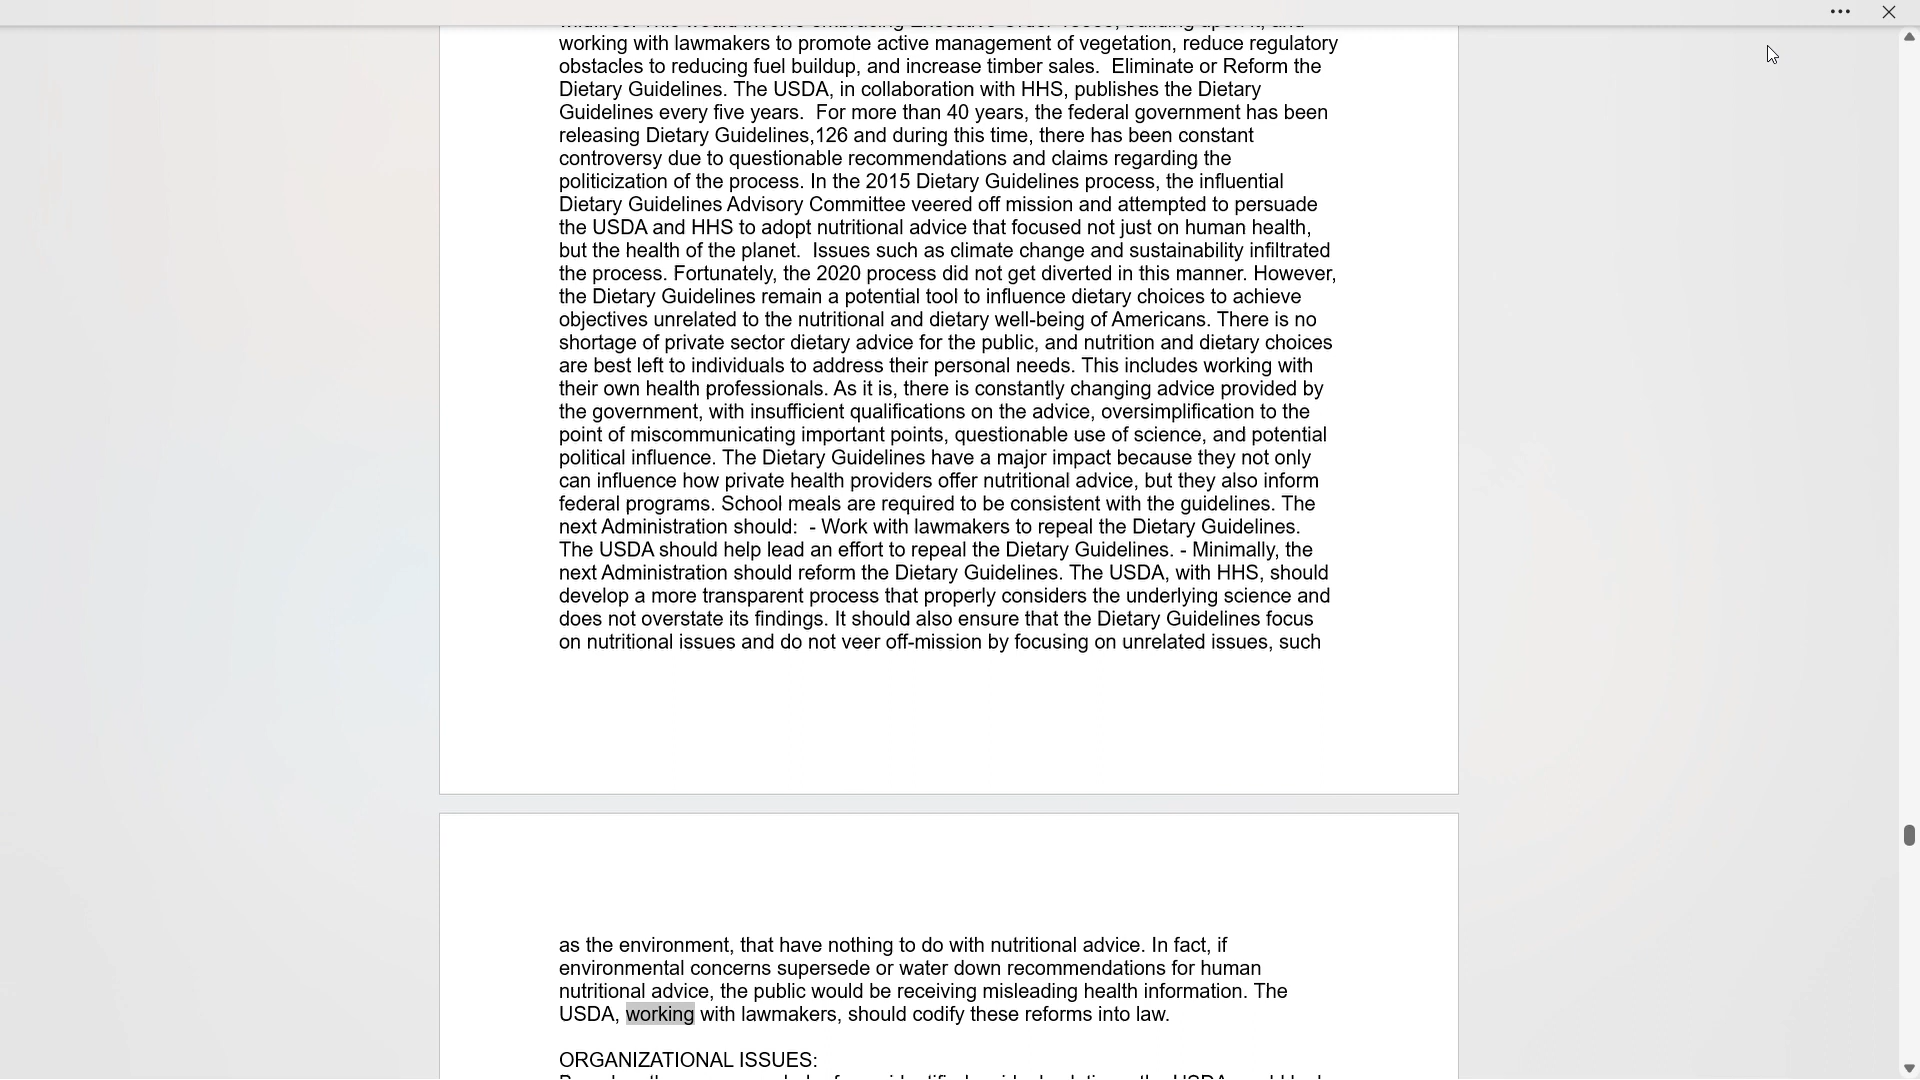 working with lawmakers to promote active management of vegetation, reduce regulatory
obstacles to reducing fuel buildup, and increase timber sales.  Eliminate or Reform the
Dietary Guidelines. The USDA, in collaboration with HHS, publishes the Dietary
Guidelines every five years.  For more than 40 years, the federal government has been
releasing Dietary Guidelines,126 and during this time, there has been constant
controversy due to questionable recommendations and claims regarding the
politicization of the process. In the 2015 Dietary Guidelines process, the influential
Dietary Guidelines Advisory Committee veered off mission and attempted to persuade
the USDA and HHS to adopt nutritional advice that focused not just on human health,
but the health of the planet.  Issues such as climate change and sustainability infiltrated
the process. Fortunately, the 2020 process did not get diverted in this manner. However,
the Dietary Guidelines remain a potential tool to influence dietary choices to achieve
objectives unrelated to the nutritional and dietary well-being of Americans. There is no
shortage of private sector dietary advice for the public, and nutrition and dietary choices
are best left to individuals to address their personal needs. This includes working with
their own health professionals. As it is, there is constantly changing advice provided by
the government, with insufficient qualifications on the advice, oversimplification to the
point of miscommunicating important points, questionable use of science, and potential
political influence. The Dietary Guidelines have a major impact because they not only
can influence how private health providers offer nutritional advice, but they also inform
federal programs. School meals are required to be consistent with the guidelines. The
next Administration should:  - Work with lawmakers to repeal the Dietary Guidelines.
The USDA should help lead an effort to repeal the Dietary Guidelines. - Minimally, the
next Administration should reform the Dietary Guidelines. The USDA, with HHS, should
develop a more transparent process that properly considers the underlying science and
does not overstate its findings. It should also ensure that the Dietary Guidelines focus
on nutritional issues and do not veer off-mission by focusing on unrelated issues, such
as the environment, that have nothing to do with nutritional advice. In fact, if
environmental concerns supersede or water down recommendations for human
nutritional advice, the public would be receiving misleading health information. The
USDA, working with lawmakers, should codify these reforms into law.
ORGANIZATIONAL ISSUES: